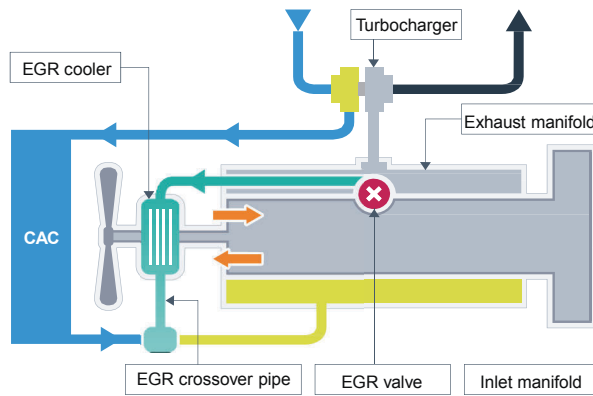 Turbocharger
EGR cooler
Exhaust manifold
CAC
EGR crossover pipe
EGR valve
Inlet manifold